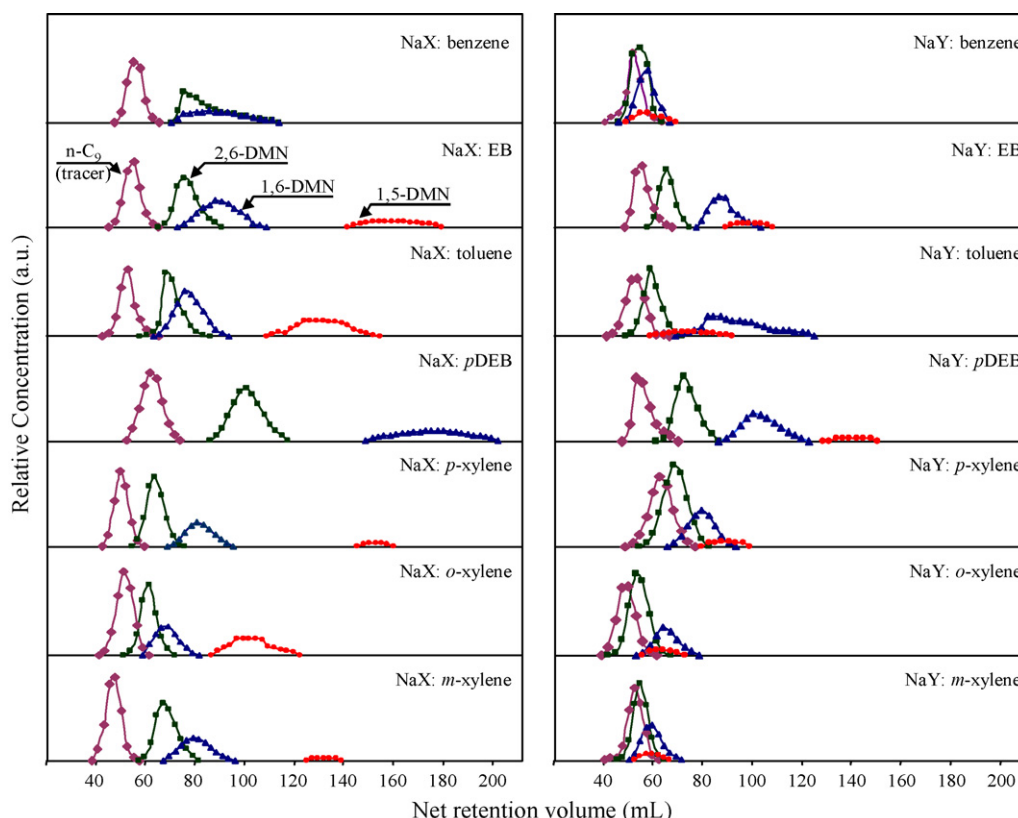 Relative Concentration (a.u.)
NaX: benzene
NaX: EB
n-C₉
(tracer)
2,6-DMN
1,6-DMN
1,5-DMN
NaX: toluene
NaX: pDEB
NaX: p-xylene
NaX: o-xylene
NaX: m-xylene
40 60 80 100 120 140 160 180 200
NaY: benzene
NaY: EB
NaY: toluene
NaY: pDEB
NaY: p-xylene
NaY: o-xylene
NaY: m-xylene
40 60 80 100 120 140 160 180 200
Net retention volume (mL)